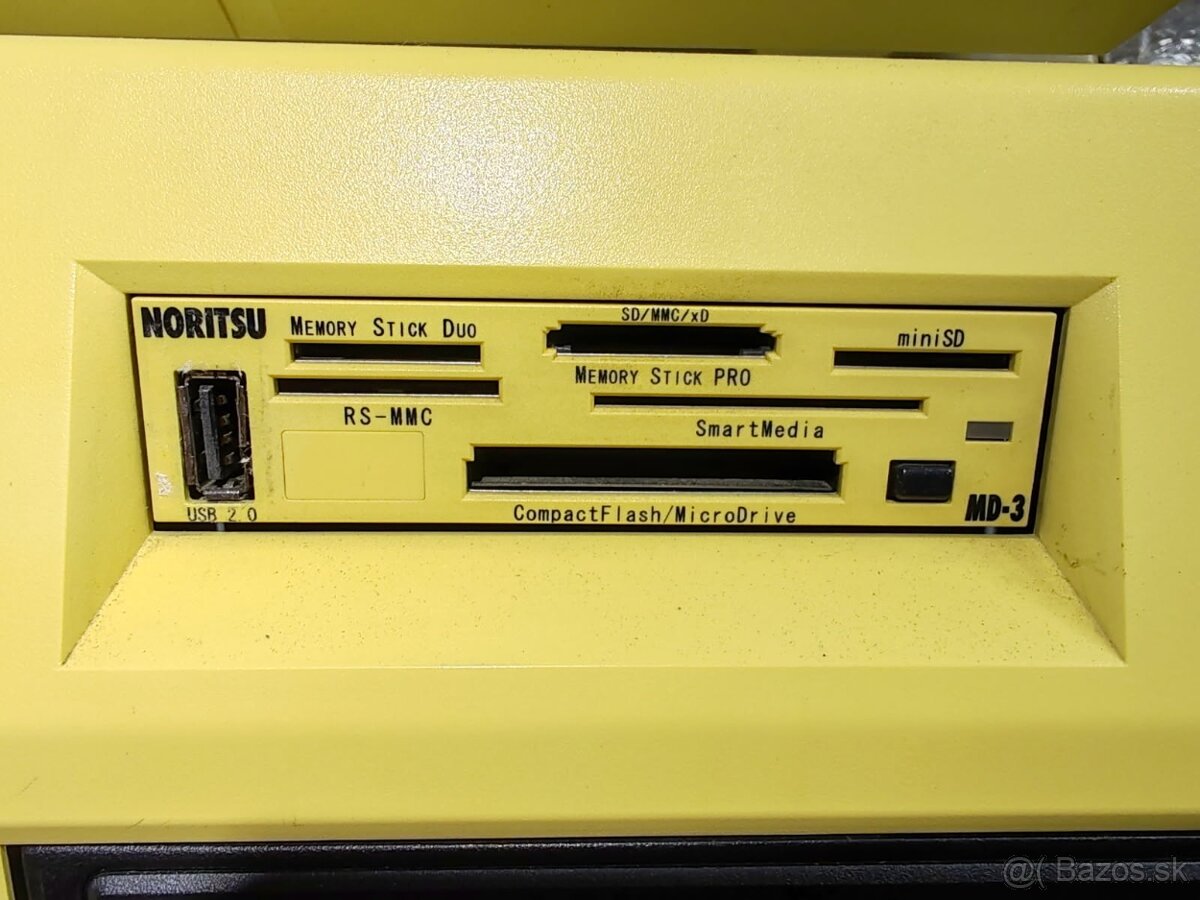 NORITSU
MEMORY STICK DUO
SD/MMC/xD
miniSD
MEMORY STICK PRO
RS-MMC
SmartMedia
USB 2.0
CompactFlash/MicroDrive
MD-3
@( Bazos.sk